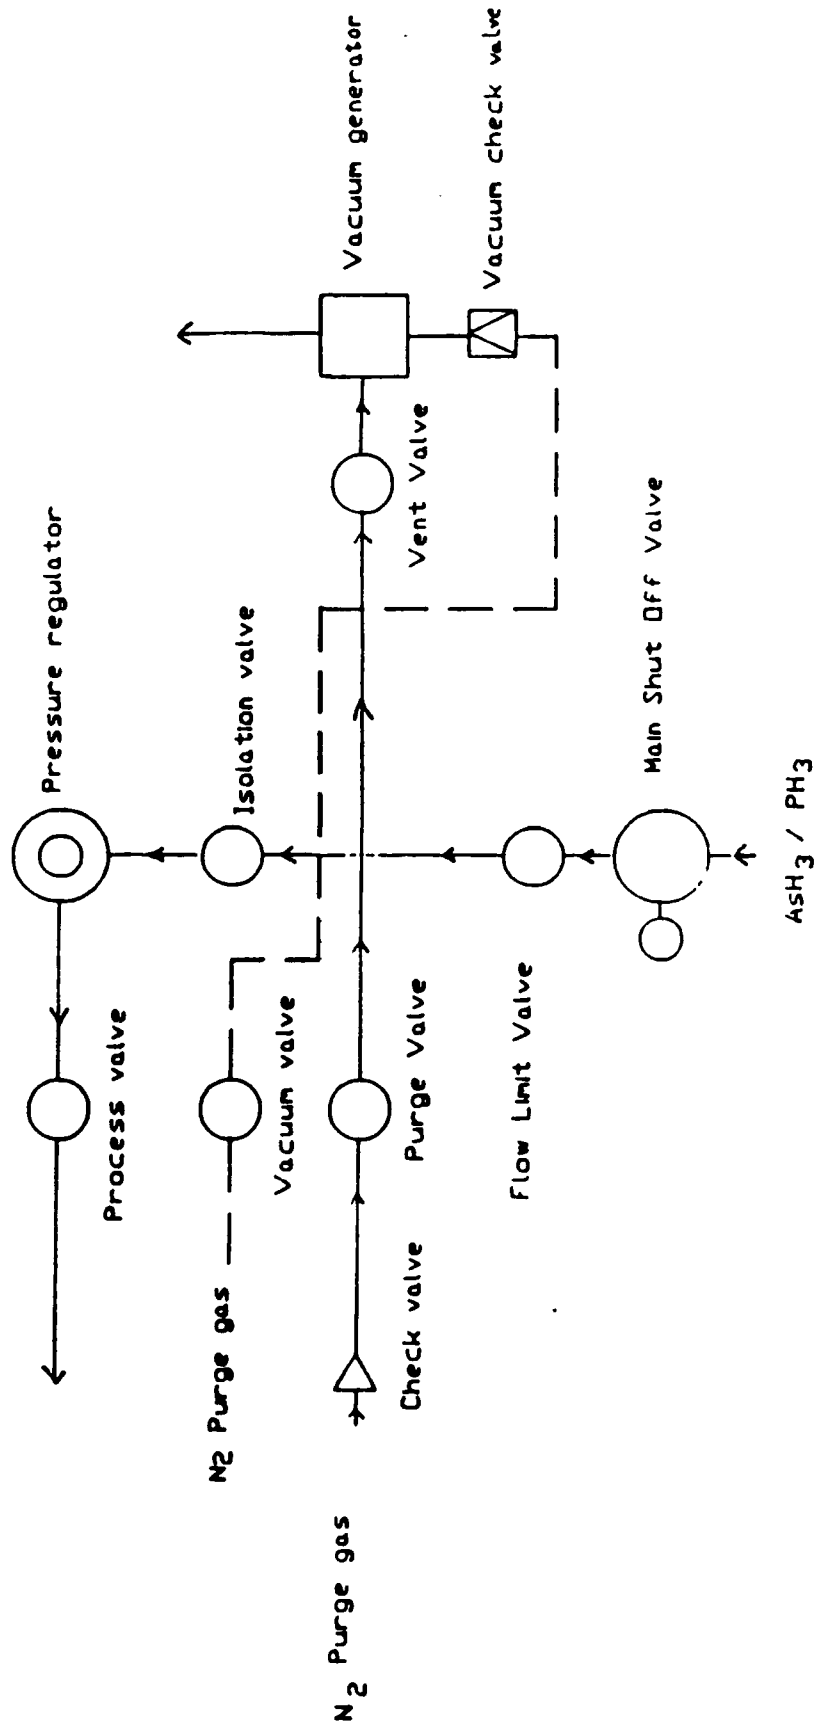 Pressure regulator
Process valve
Isolation valve
N2 Purge gas
Vacuum valve
Vacuum generator
N2 Purge gas
Check valve
Purge Valve
Vent Valve
Vacuum check valve
Flow Limit Valve
Main Shut Off Valve
AsH3 / PH3